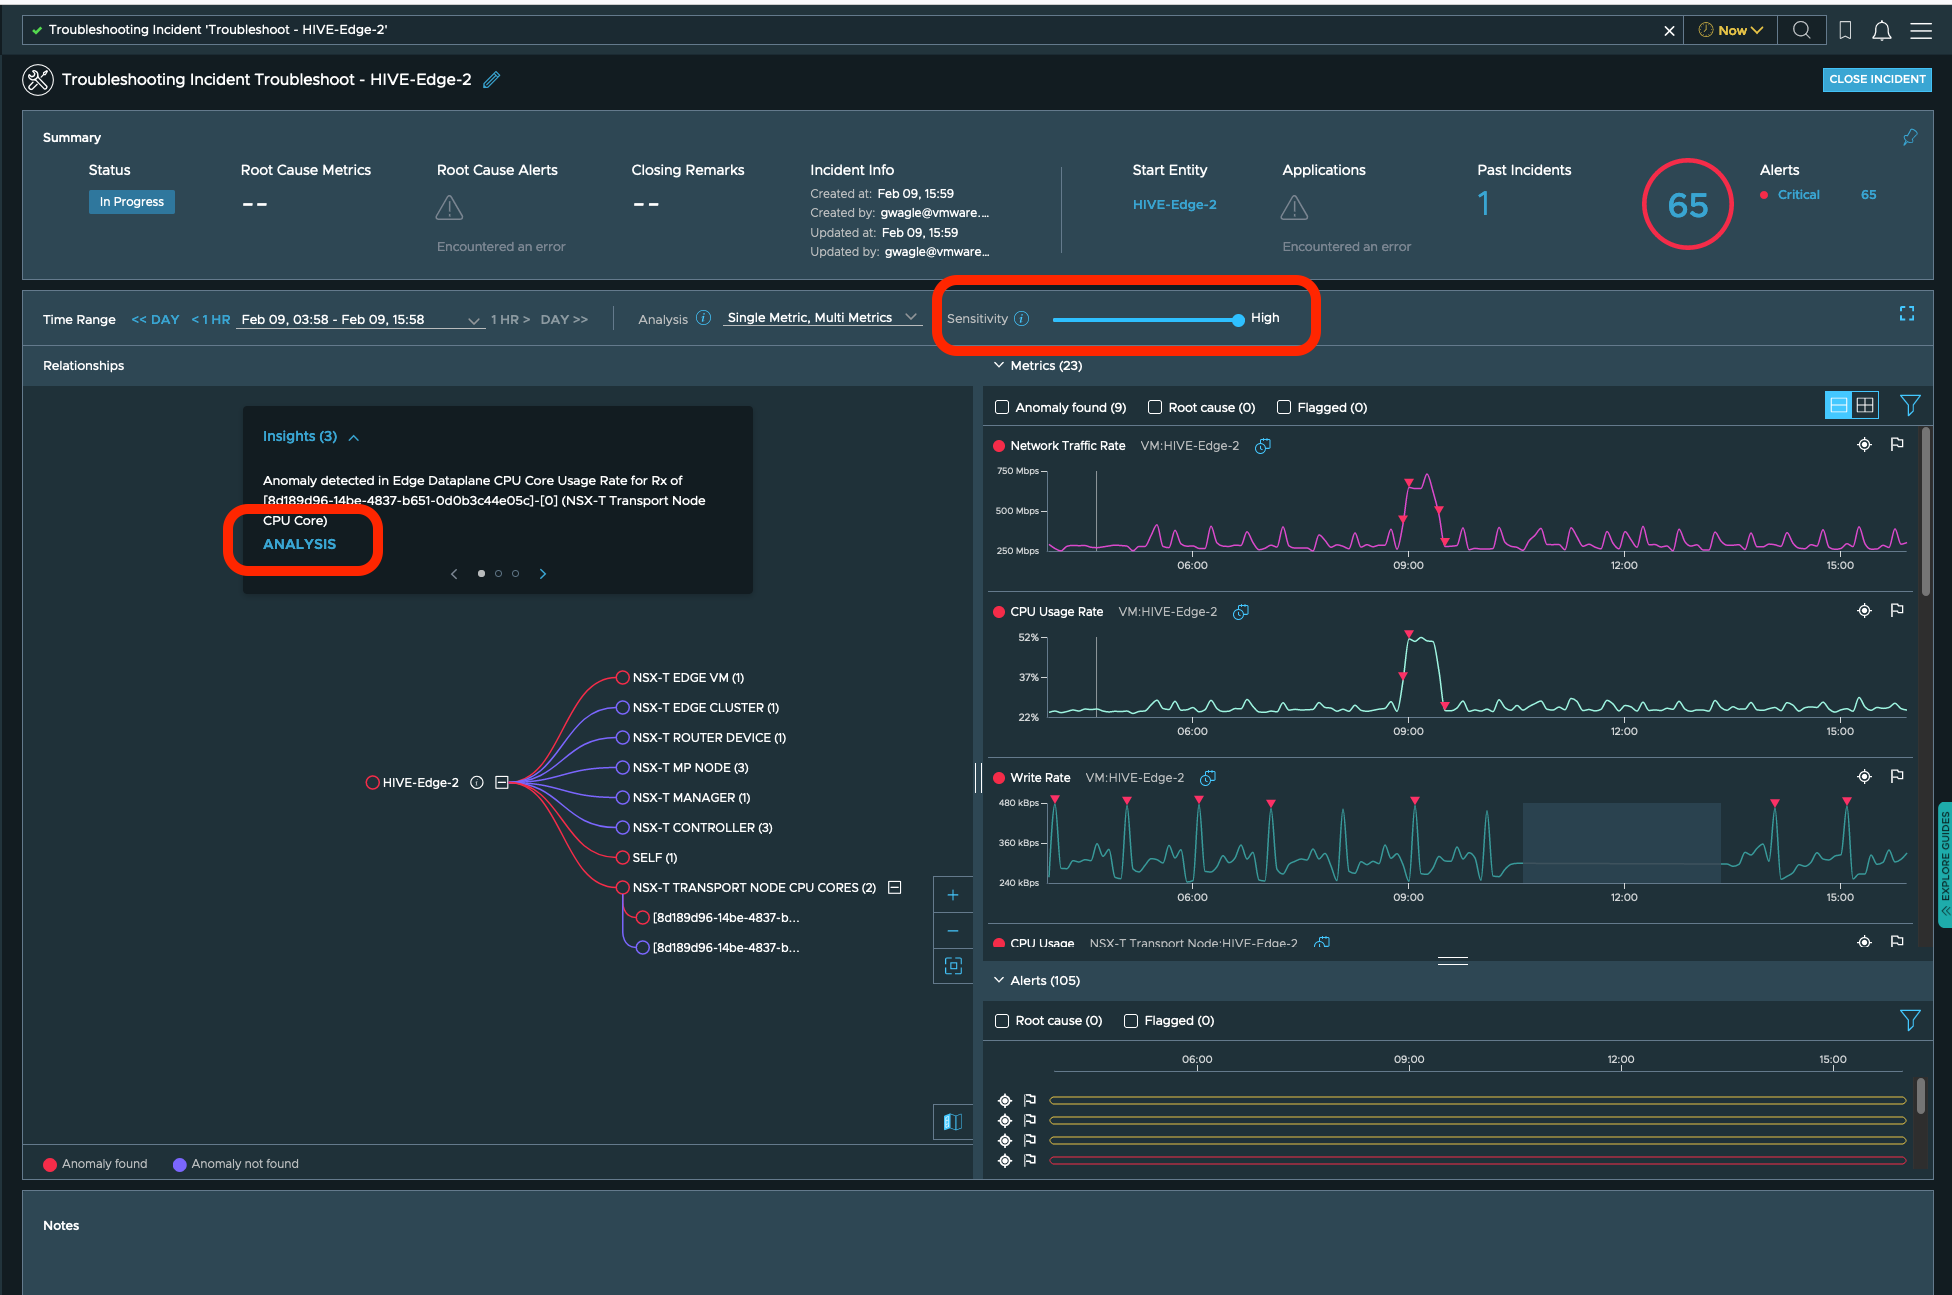 Troubleshooting Incident 'Troubleshoot - HIVE-Edge-2'
Now
Troubleshooting Incident Troubleshoot - HIVE-Edge-2
CLOSE INCIDENT
Summary
Status
In Progress
Root Cause Metrics
--
Root Cause Alerts
Encountered an error
Closing Remarks
--
Incident Info
Created at: Feb 09, 15:59
Created by: gwagle@vmware....
Updated at: Feb 09, 15:59
Updated by: gwagle@vmware...
Start Entity
HIVE-Edge-2
Applications
Encountered an error
Past Incidents
1
65
Alerts
Critical 65
Time Range << DAY < 1 HR Feb 09, 03:58 - Feb 09, 15:58 1 HR > DAY >> Analysis Single Metric, Multi Metrics Sensitivity High
Relationships
Insights (3)
Anomaly detected in Edge Dataplane CPU Core Usage Rate for Rx of
[8d189d96-14be-4837-b651-0d0b3c44e05c]-[0] (NSX-T Transport Node
CPU Core)
ANALYSIS
HIVE-Edge-2
NSX-T EDGE VM (1)
NSX-T EDGE CLUSTER (1)
NSX-T ROUTER DEVICE (1)
NSX-T MP NODE (3)
NSX-T MANAGER (1)
NSX-T CONTROLLER (3)
SELF (1)
NSX-T TRANSPORT NODE CPU CORES (2)
[8d189d96-14be-4837-b...
[8d189d96-14be-4837-b...
Anomaly found Anomaly not found
Metrics (23)
Anomaly found (9) Root cause (0) Flagged (0)
Network Traffic Rate VM:HIVE-Edge-2
750 Mbps
500 Mbps
250 Mbps
06:00 09:00 12:00 15:00
CPU Usage Rate VM:HIVE-Edge-2
52%
37%
22%
06:00 09:00 12:00 15:00
Write Rate VM:HIVE-Edge-2
480 kBps
360 kBps
240 kBps
06:00 09:00 12:00 15:00
CPU Usage NSX-T Transport Node:HIVE-Edge-2
Alerts (105)
Root cause (0) Flagged (0)
06:00 09:00 12:00 15:00
EXPLORE GUIDES
Notes